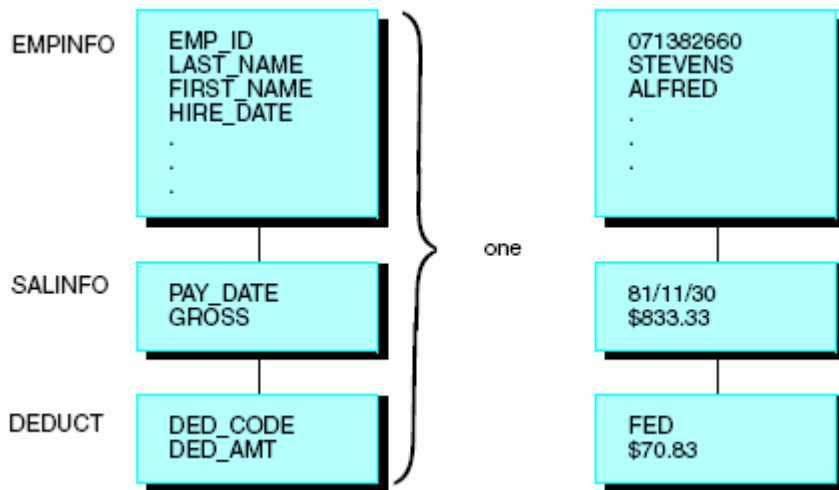 EMPINFO
EMP_ID
LAST_NAME
FIRST_NAME
HIRE_DATE
.
.
.
SALINFO
PAY_DATE
GROSS
DEDUCT
DED_CODE
DED_AMT
one
071382660
STEVENS
ALFRED
.
.
.
81/11/30
$833.33
FED
$70.83